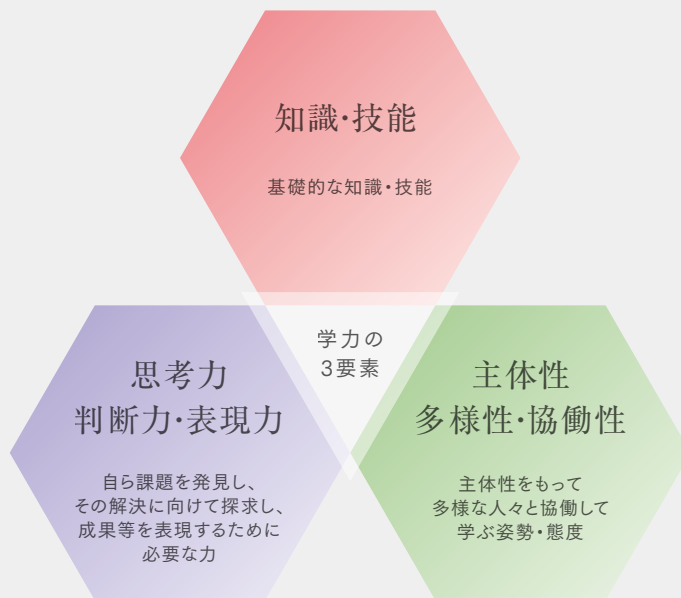 知識・技能
基礎的な知識・技能
学力の
3要素
思考力
判断力・表現力
自ら課題を発見し、
その解決に向けて探求し、
成果等を表現するために
必要な力
主体性
多様性・協働性
主体性をもって
多様な人々と協働して
学ぶ姿勢・態度